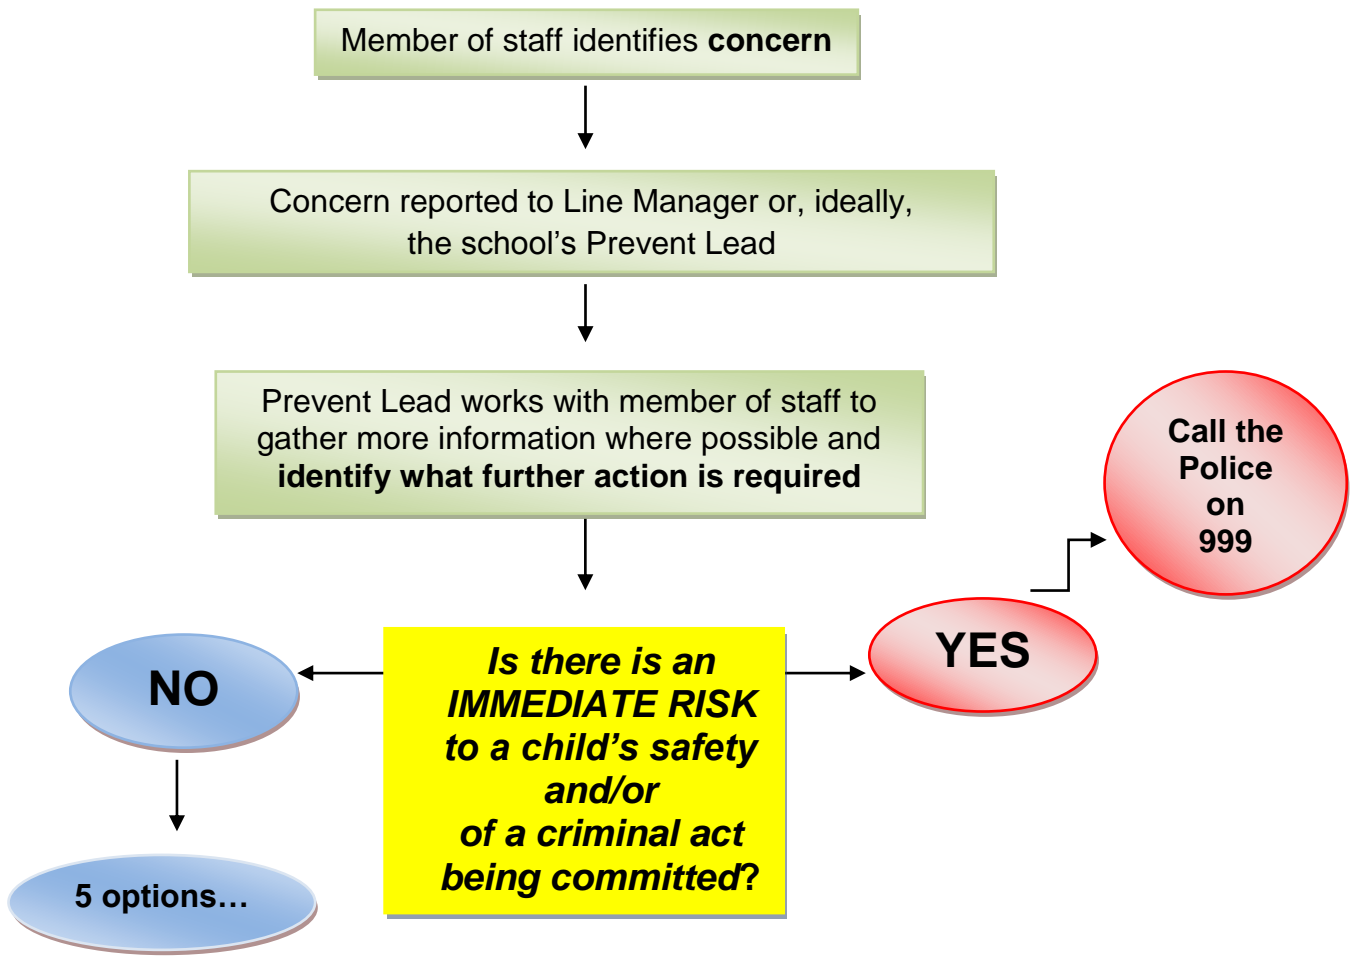 Member of staff identifies concern
Concern reported to Line Manager or, ideally,
the school’s Prevent Lead
Prevent Lead works with member of staff to
gather more information where possible and
identify what further action is required
Call the
Police
on
999
YES
NO
Is there is an
IMMEDIATE RISK
to a child’s safety
and/or
of a criminal act
being committed?
5 options…